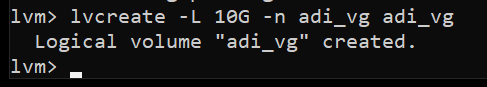 lvm> lvcreate -L 10G -n adi_vg adi_vg
Logical volume "adi_vg" created.
lvm>